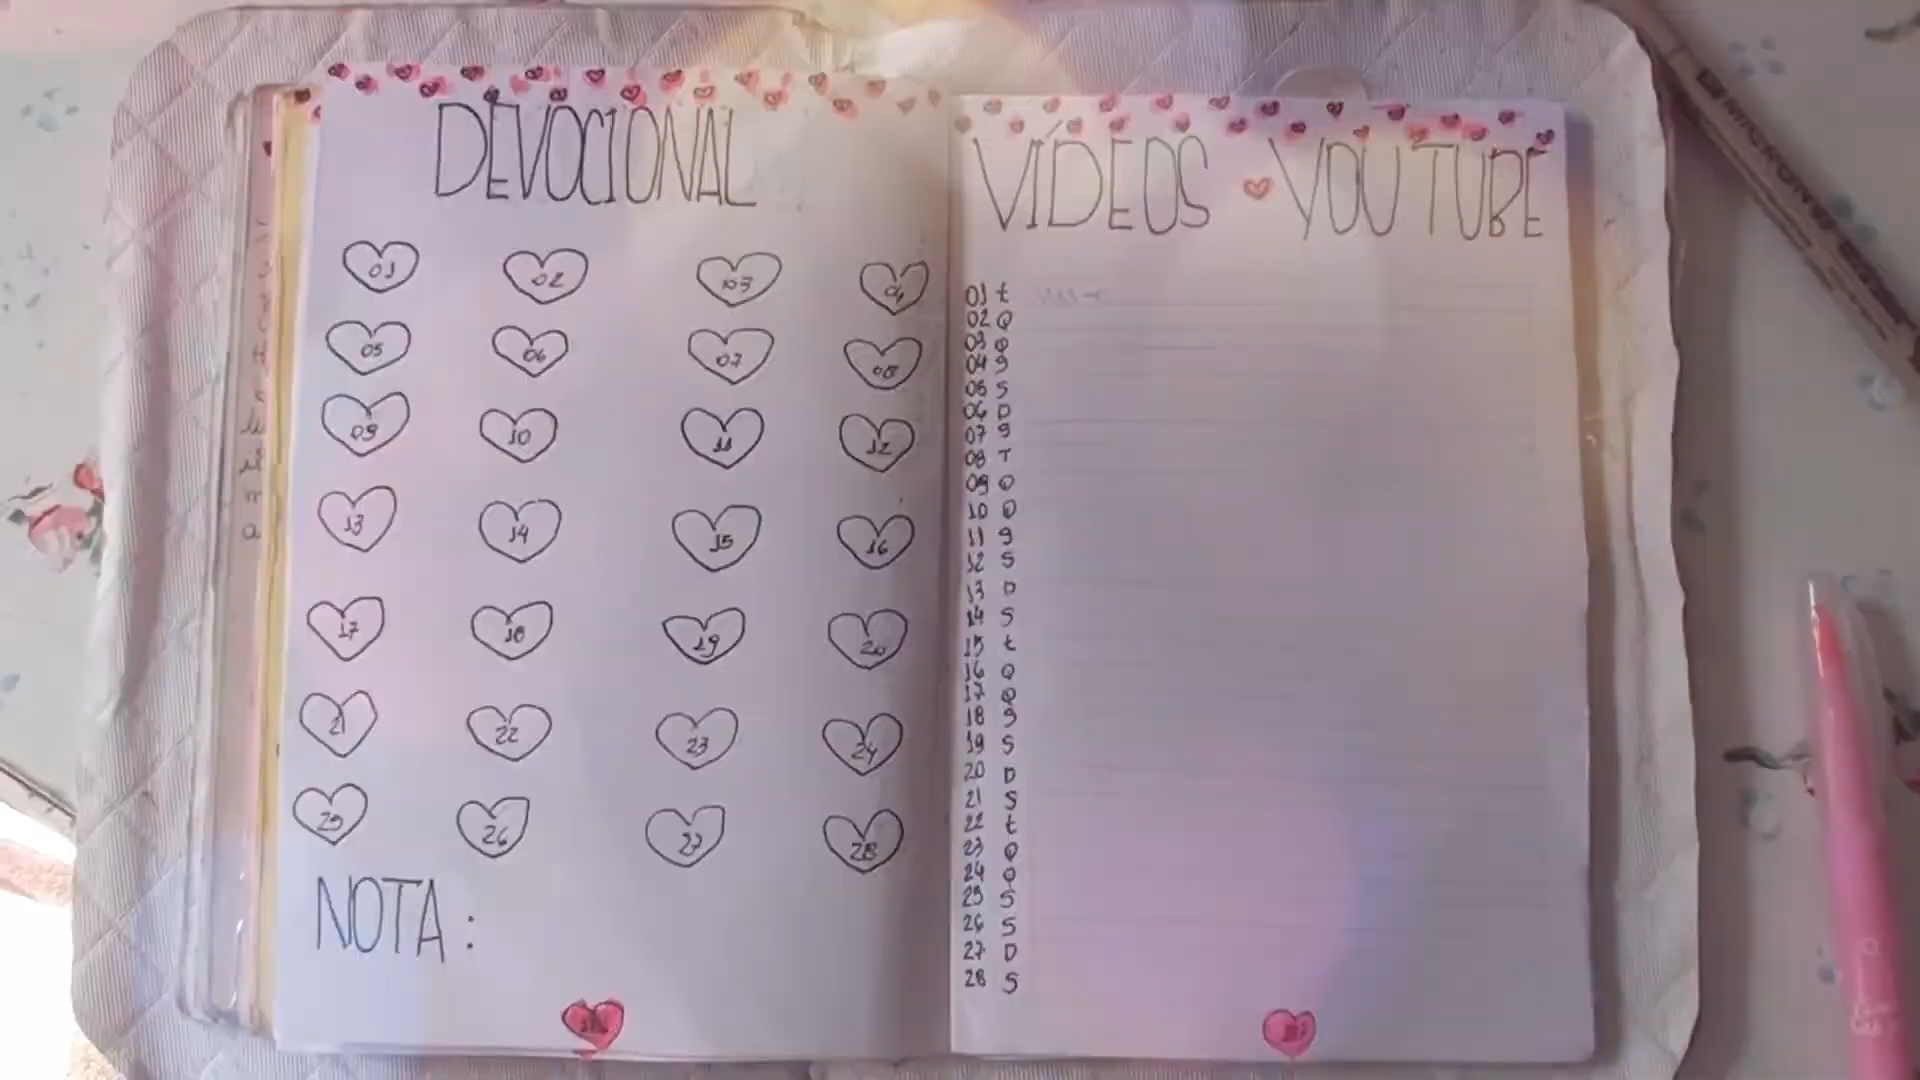 DEVOCIONAL
01 02 03 04
05 06 07 08
09 10 11 12
13 14 15 16
17 18 19 20
21 22 23 24
25 26 27 28
NOTA :
VÍDEOS YOUTUBE
01 t
02 Q
03 Q
04 S
05 S
06 D
07 S
08 T
09 Q
10 Q
11 S
12 S
13 D
14 S
15 t
16 Q
17 Q
18 S
19 S
20 D
21 S
22 t
23 Q
24 Q
25 S
26 S
27 D
28 S